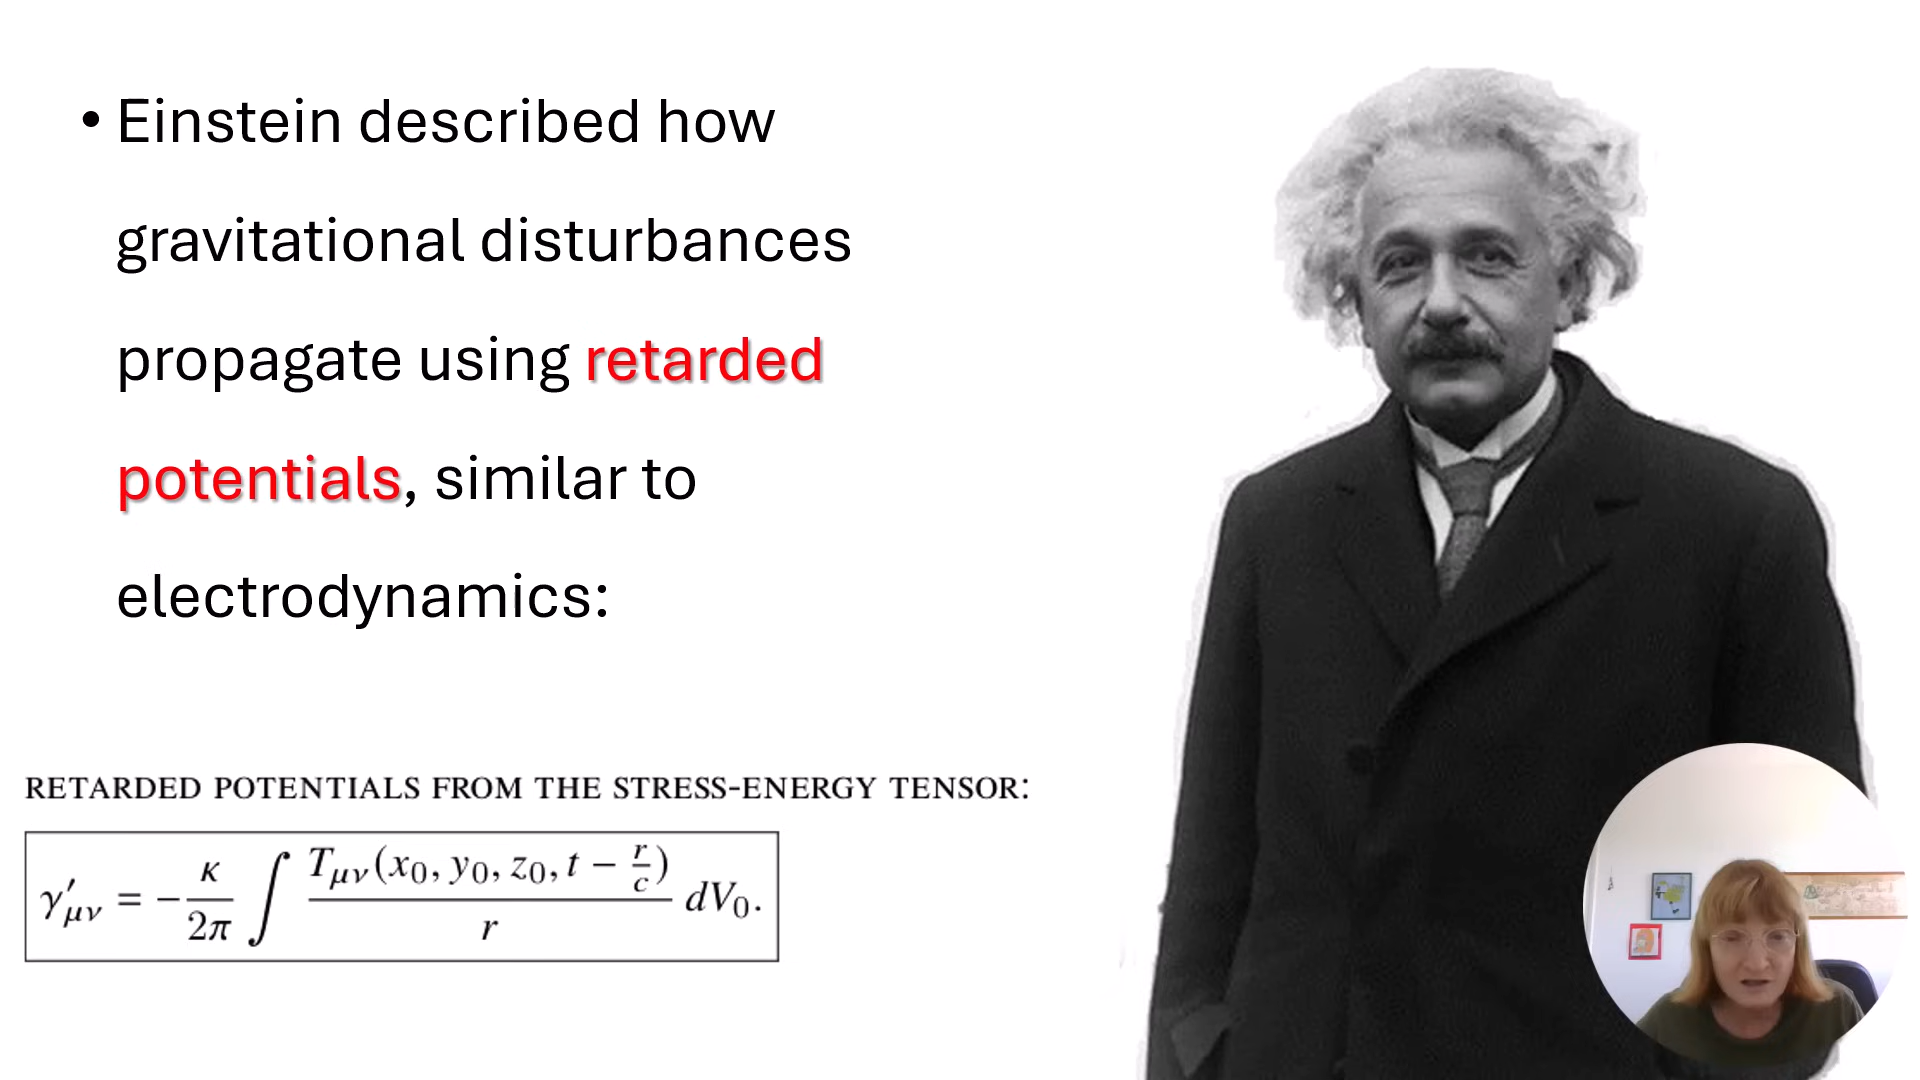 • Einstein described how
gravitational disturbances
propagate using retarded
potentials, similar to
electrodynamics:
RETARDED POTENTIALS FROM THE STRESS-ENERGY TENSOR:
γ′μν = −κ/2π ∫ Tμν(x₀, y₀, z₀, t − r/c)/r dV₀.